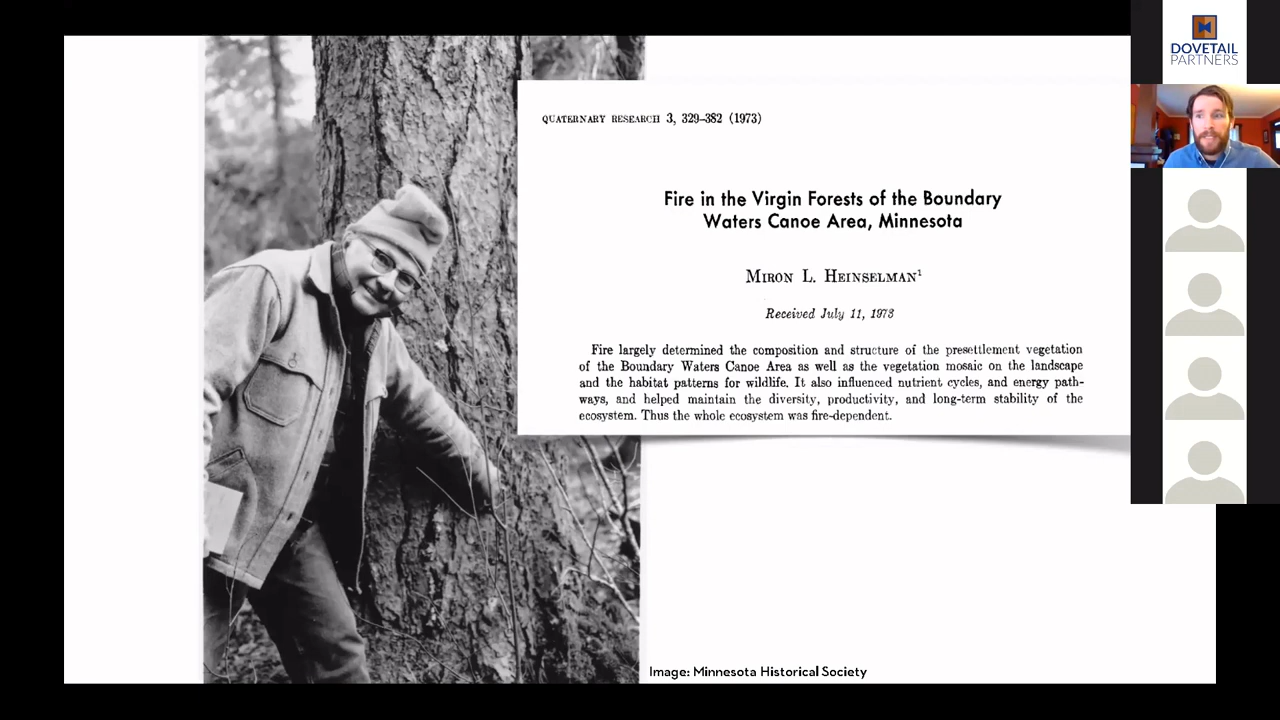 QUATERNARY RESEARCH 3, 329–382 (1973)
Fire in the Virgin Forests of the Boundary
Waters Canoe Area, Minnesota
MIRON L. HEINSELMAN¹
Received July 11, 1973
Fire largely determined the composition and structure of the presettlement vegetation
of the Boundary Waters Canoe Area as well as the vegetation mosaic on the landscape
and the habitat patterns for wildlife. It also influenced nutrient cycles, and energy path-
ways, and helped maintain the diversity, productivity, and long-term stability of the
ecosystem. Thus the whole ecosystem was fire-dependent.
Image: Minnesota Historical Society
DOVETAIL
PARTNERS